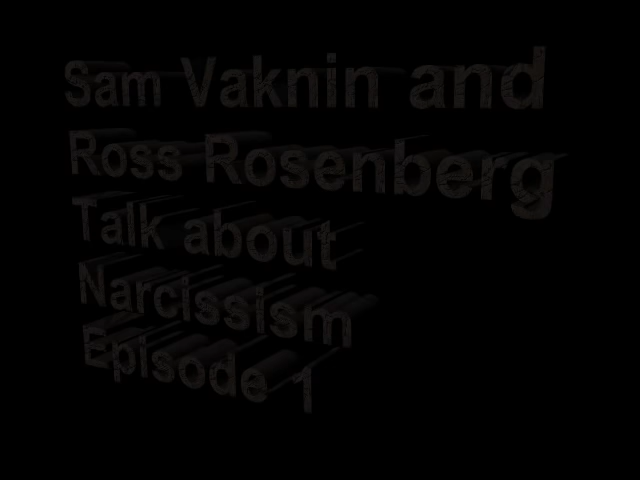 Sam Vaknin and
Ross Rosenberg
Talk about
Narcissism
Episode 1